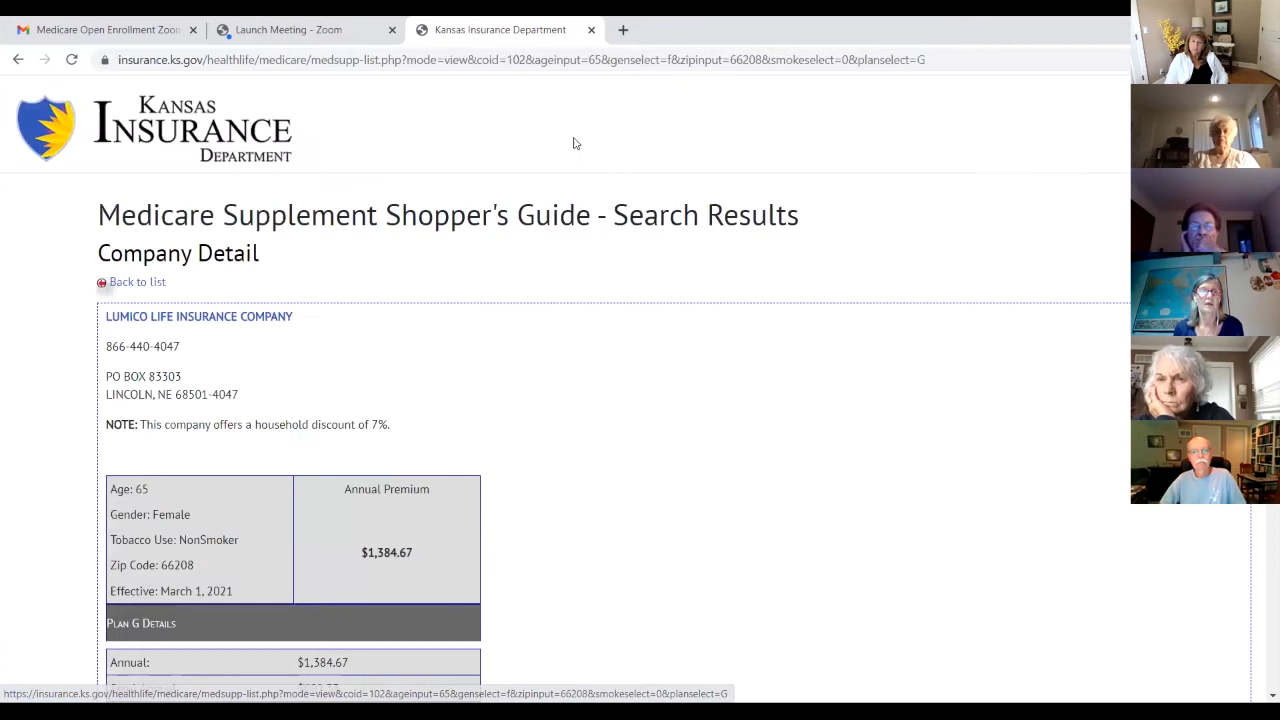 Medicare Open Enrollment Zoom
Launch Meeting - Zoom
Kansas Insurance Department
insurance.ks.gov/healthlife/medicare/medsupp-list.php?mode=view&coid=102&ageinput=65&genselect=f&zipinput=66208&smokeselect=0&planselect=G
KANSAS
INSURANCE
DEPARTMENT
Medicare Supplement Shopper's Guide - Search Results
Company Detail
Back to list
LUMICO LIFE INSURANCE COMPANY
866-440-4047
PO BOX 83303
LINCOLN, NE 68501-4047
NOTE: This company offers a household discount of 7%.
Age: 65
Annual Premium
Gender: Female
Tobacco Use: NonSmoker
$1,384.67
Zip Code: 66208
Effective: March 1, 2021
PLAN G DETAILS
Annual: $1,384.67
https://insurance.ks.gov/healthlife/medicare/medsupp-list.php?mode=view&coid=102&ageinput=65&genselect=f&zipinput=66208&smokeselect=0&planselect=G